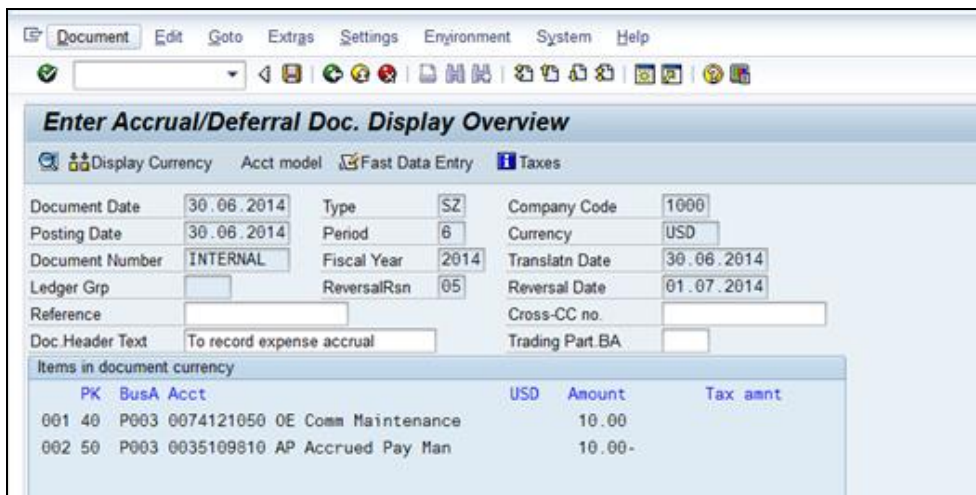 Document Edit Goto Extras Settings Environment System Help
Enter Accrual/Deferral Doc. Display Overview
Display Currency Acct model Fast Data Entry Taxes
Document Date 30.06.2014 Type SZ Company Code 1000
Posting Date 30.06.2014 Period 6 Currency USD
Document Number INTERNAL Fiscal Year 2014 Translatn Date 30.06.2014
Ledger Grp ReversalRsn 05 Reversal Date 01.07.2014
Reference Cross-CC no.
Doc.Header Text To record expense accrual Trading Part.BA
Items in document currency
PK BusA Acct USD Amount Tax amnt
001 40 P003 0074121050 OE Comm Maintenance 10.00
002 50 P003 0035109810 AP Accrued Pay Man 10.00-